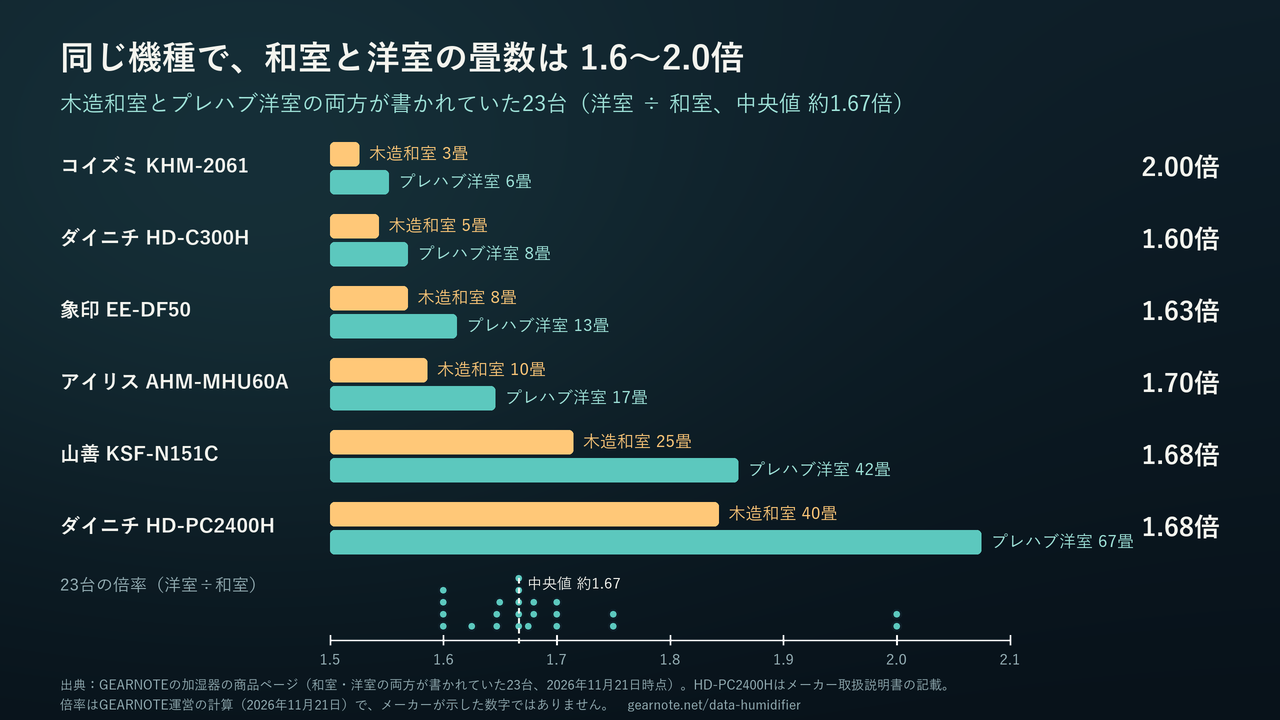 同じ機種で、和室と洋室の畳数は 1.6〜2.0倍
木造和室とプレハブ洋室の両方が書かれていた23台（洋室 ÷ 和室、中央値 約1.67倍）
コイズミ KHM-2061
木造和室 3畳
プレハブ洋室 6畳
2.00倍
ダイニチ HD-C300H
木造和室 5畳
プレハブ洋室 8畳
1.60倍
象印 EE-DF50
木造和室 8畳
プレハブ洋室 13畳
1.63倍
アイリス AHM-MHU60A
木造和室 10畳
プレハブ洋室 17畳
1.70倍
山善 KSF-N151C
木造和室 25畳
プレハブ洋室 42畳
1.68倍
ダイニチ HD-PC2400H
木造和室 40畳
プレハブ洋室 67畳
1.68倍
23台の倍率（洋室÷和室）
中央値 約1.67
1.5 1.6 1.7 1.8 1.9 2.0 2.1
出典：GEARNOTEの加湿器の商品ページ（和室・洋室の両方が書かれていた23台、2026年11月21日時点）。HD-PC2400Hはメーカー取扱説明書の記載。
倍率はGEARNOTE運営の計算（2026年11月21日）で、メーカーが示した数字ではありません。 gearnote.net/data-humidifier